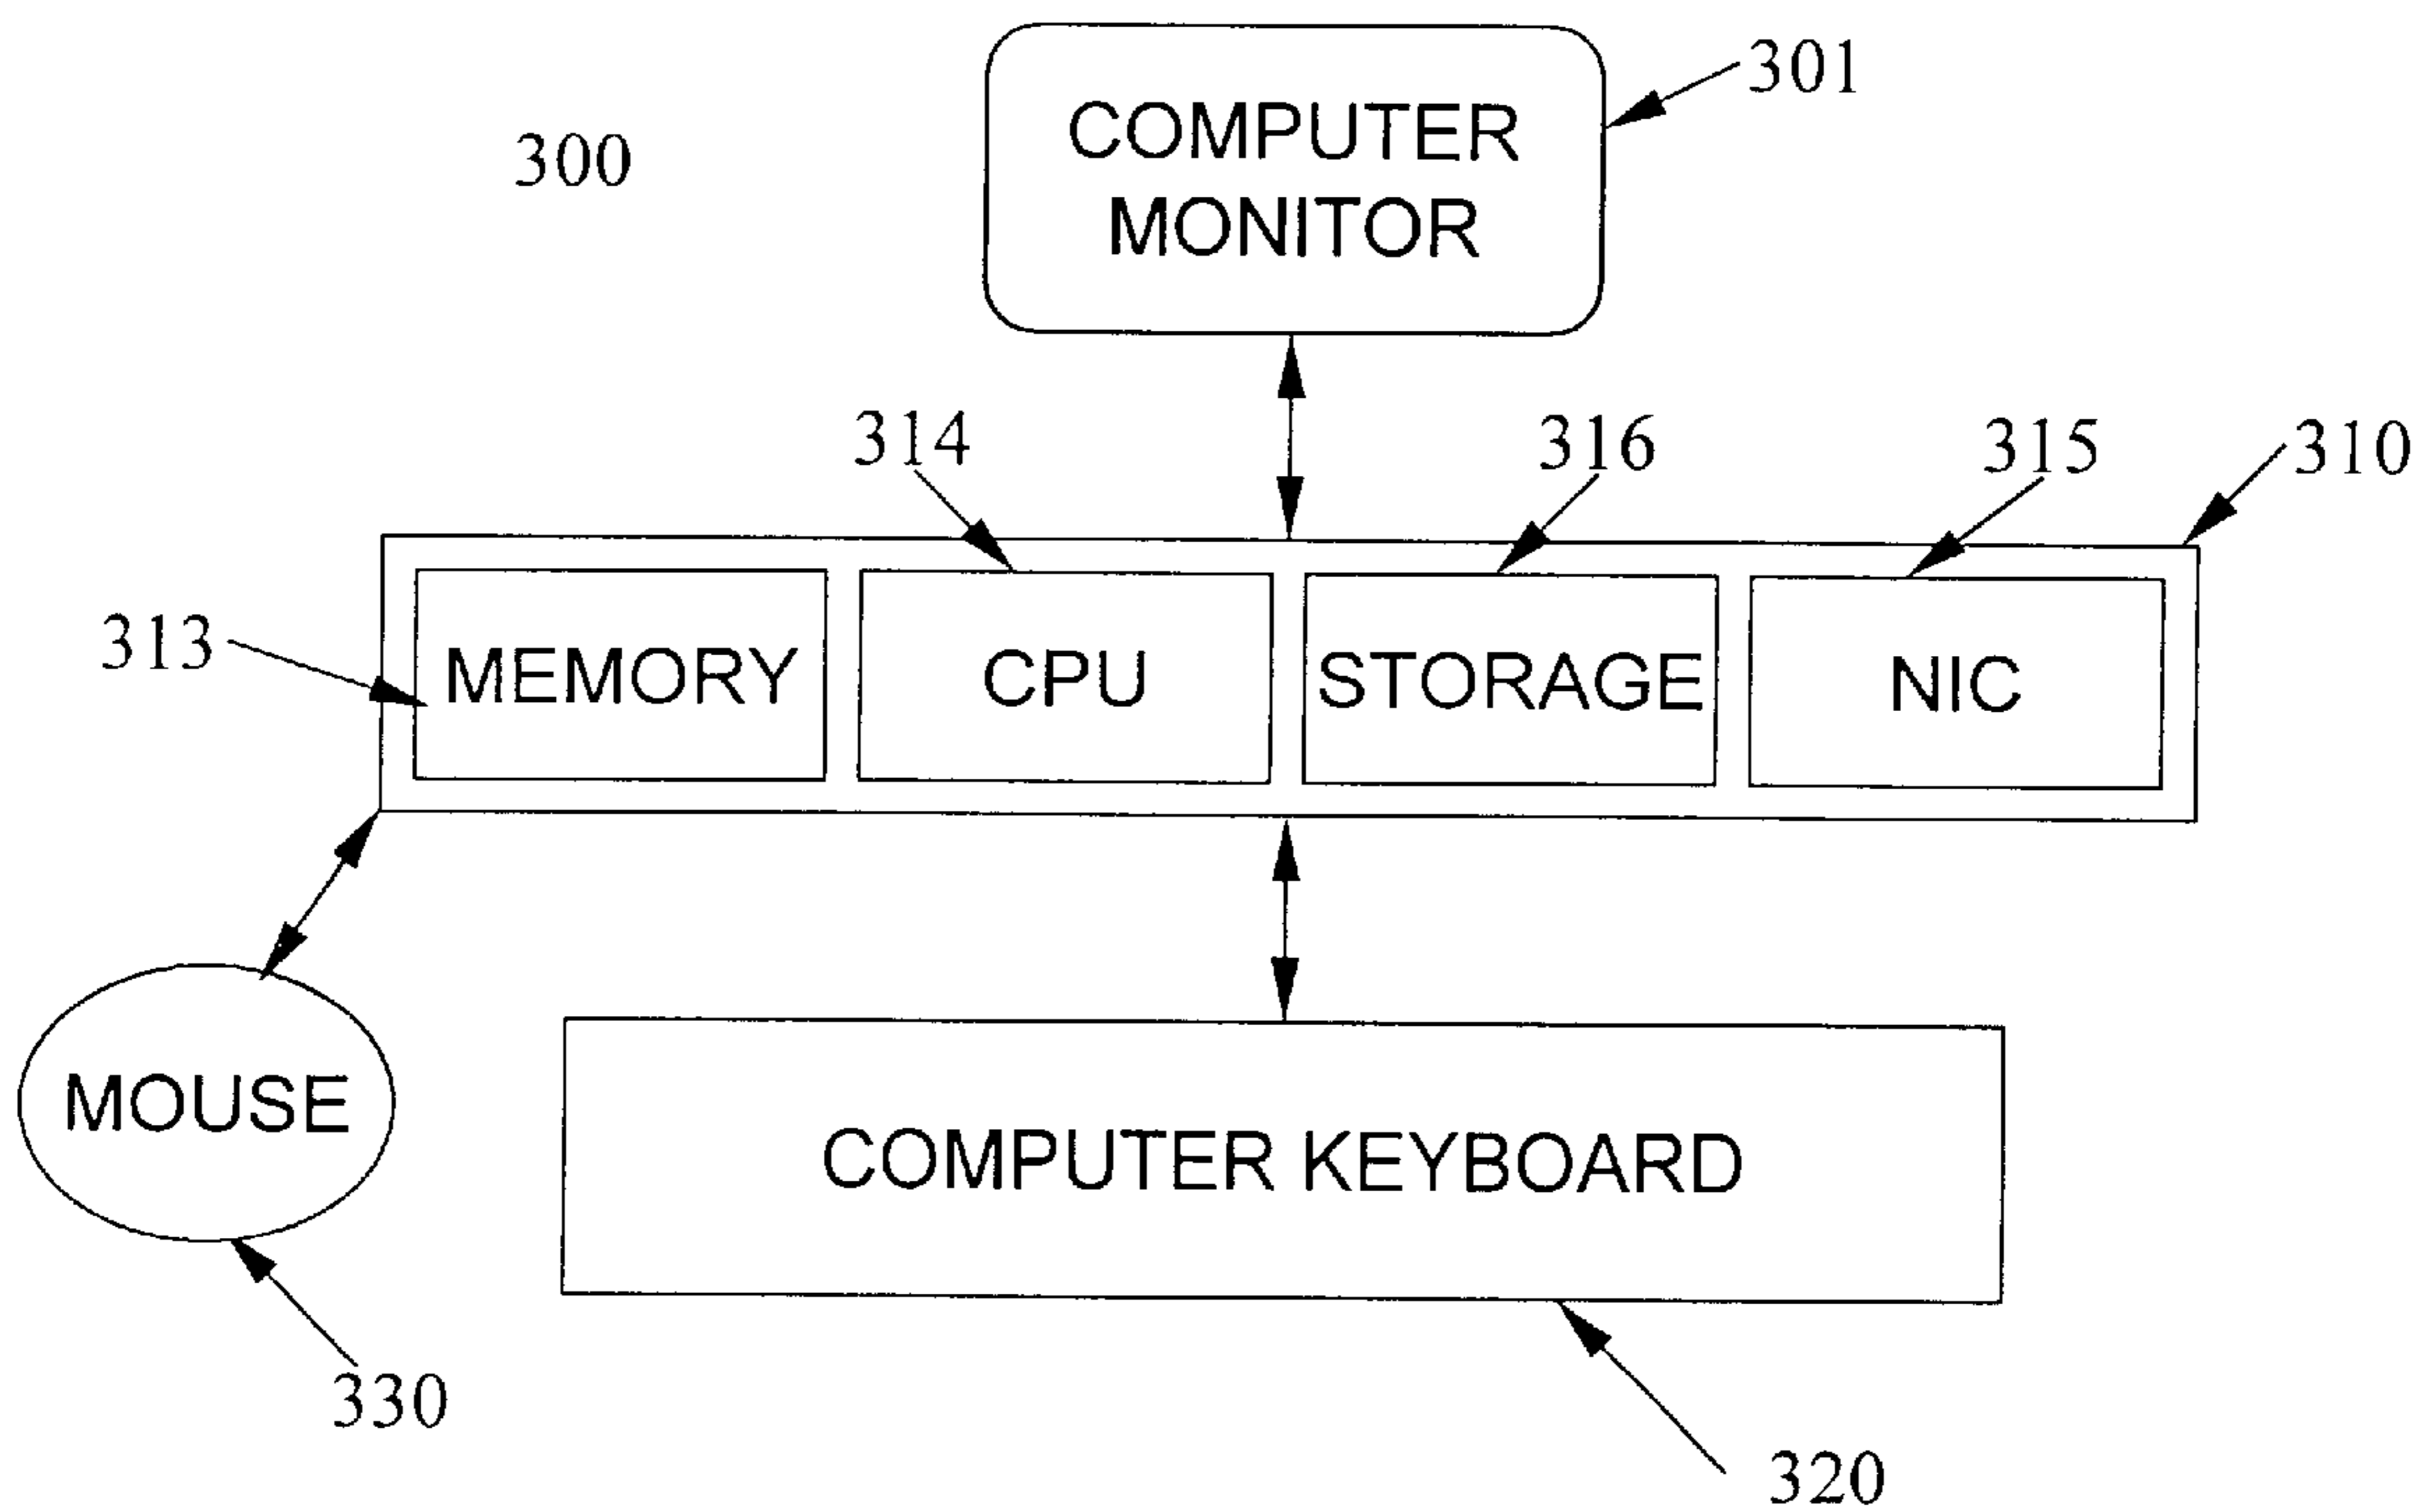 301
COMPUTER
MONITOR
300
314
316
315
310
313
MEMORY
CPU
STORAGE
NIC
MOUSE
COMPUTER KEYBOARD
330
320